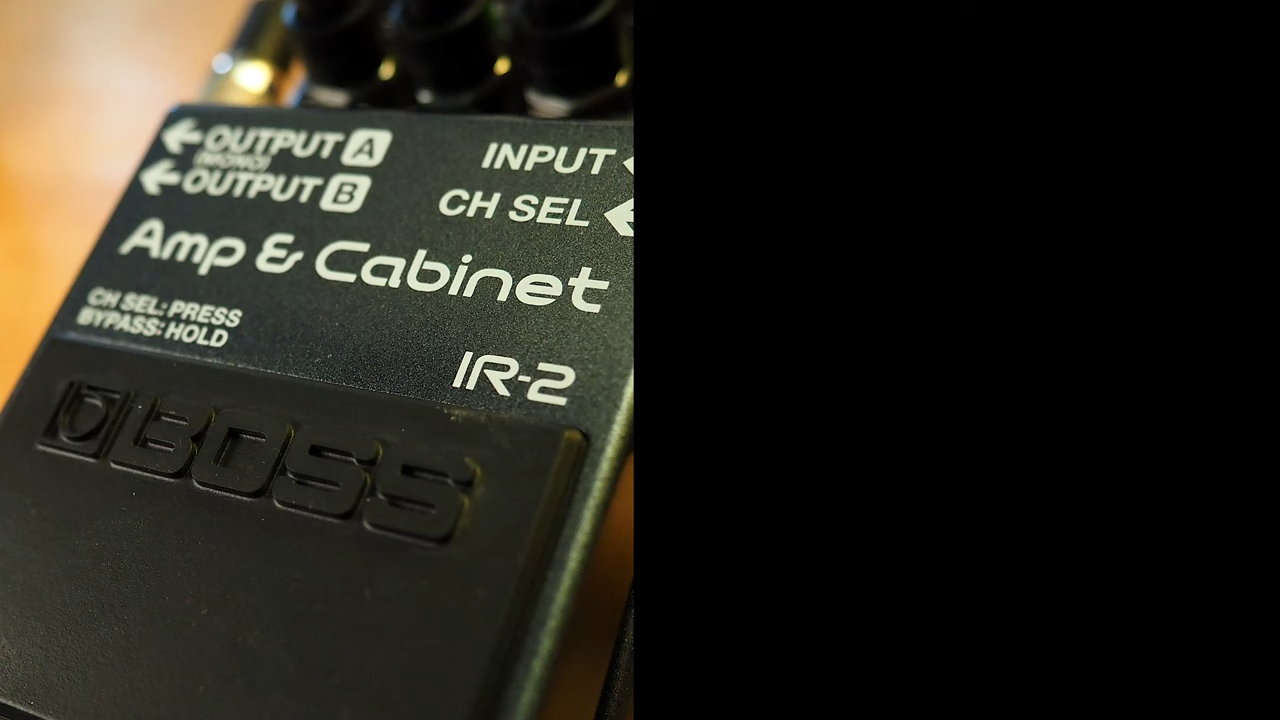 OUTPUT A
(MONO)
OUTPUT B
INPUT
CH SEL
Amp & Cabinet
CH SEL: PRESS
BYPASS: HOLD
IR-2
BOSS